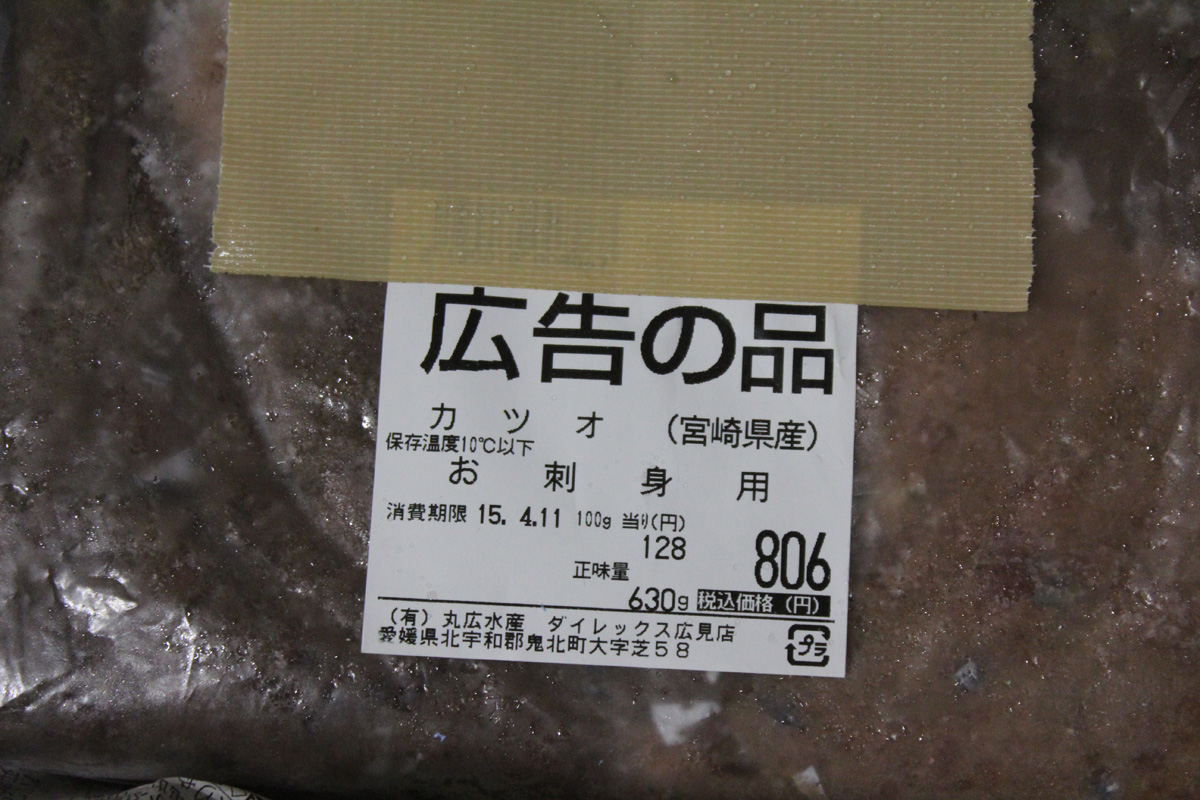 広告の品
カツオ (宮崎県産)
保存温度10℃以下
お刺身用
消費期限 15. 4.11 100g 当り(円)
128
806
正味量
630g 税込価格 (円)
(有) 丸広水産 ダイレックス広見店
愛媛県北宇和郡鬼北町大字芝58
プラ